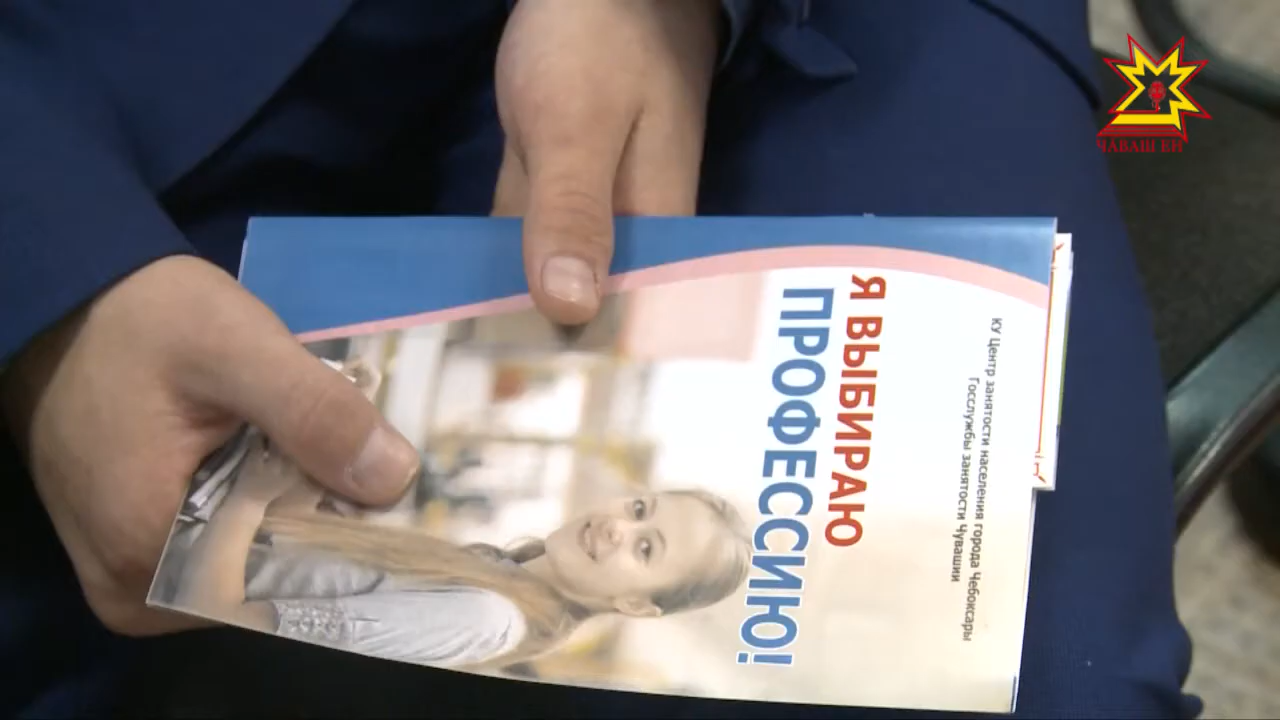 КУ Центр занятости населения города Чебоксары
Госслужбы занятости Чувашии
Я ВЫБИРАЮ
ПРОФЕССИЮ!
ЧĂВАШ ЕН